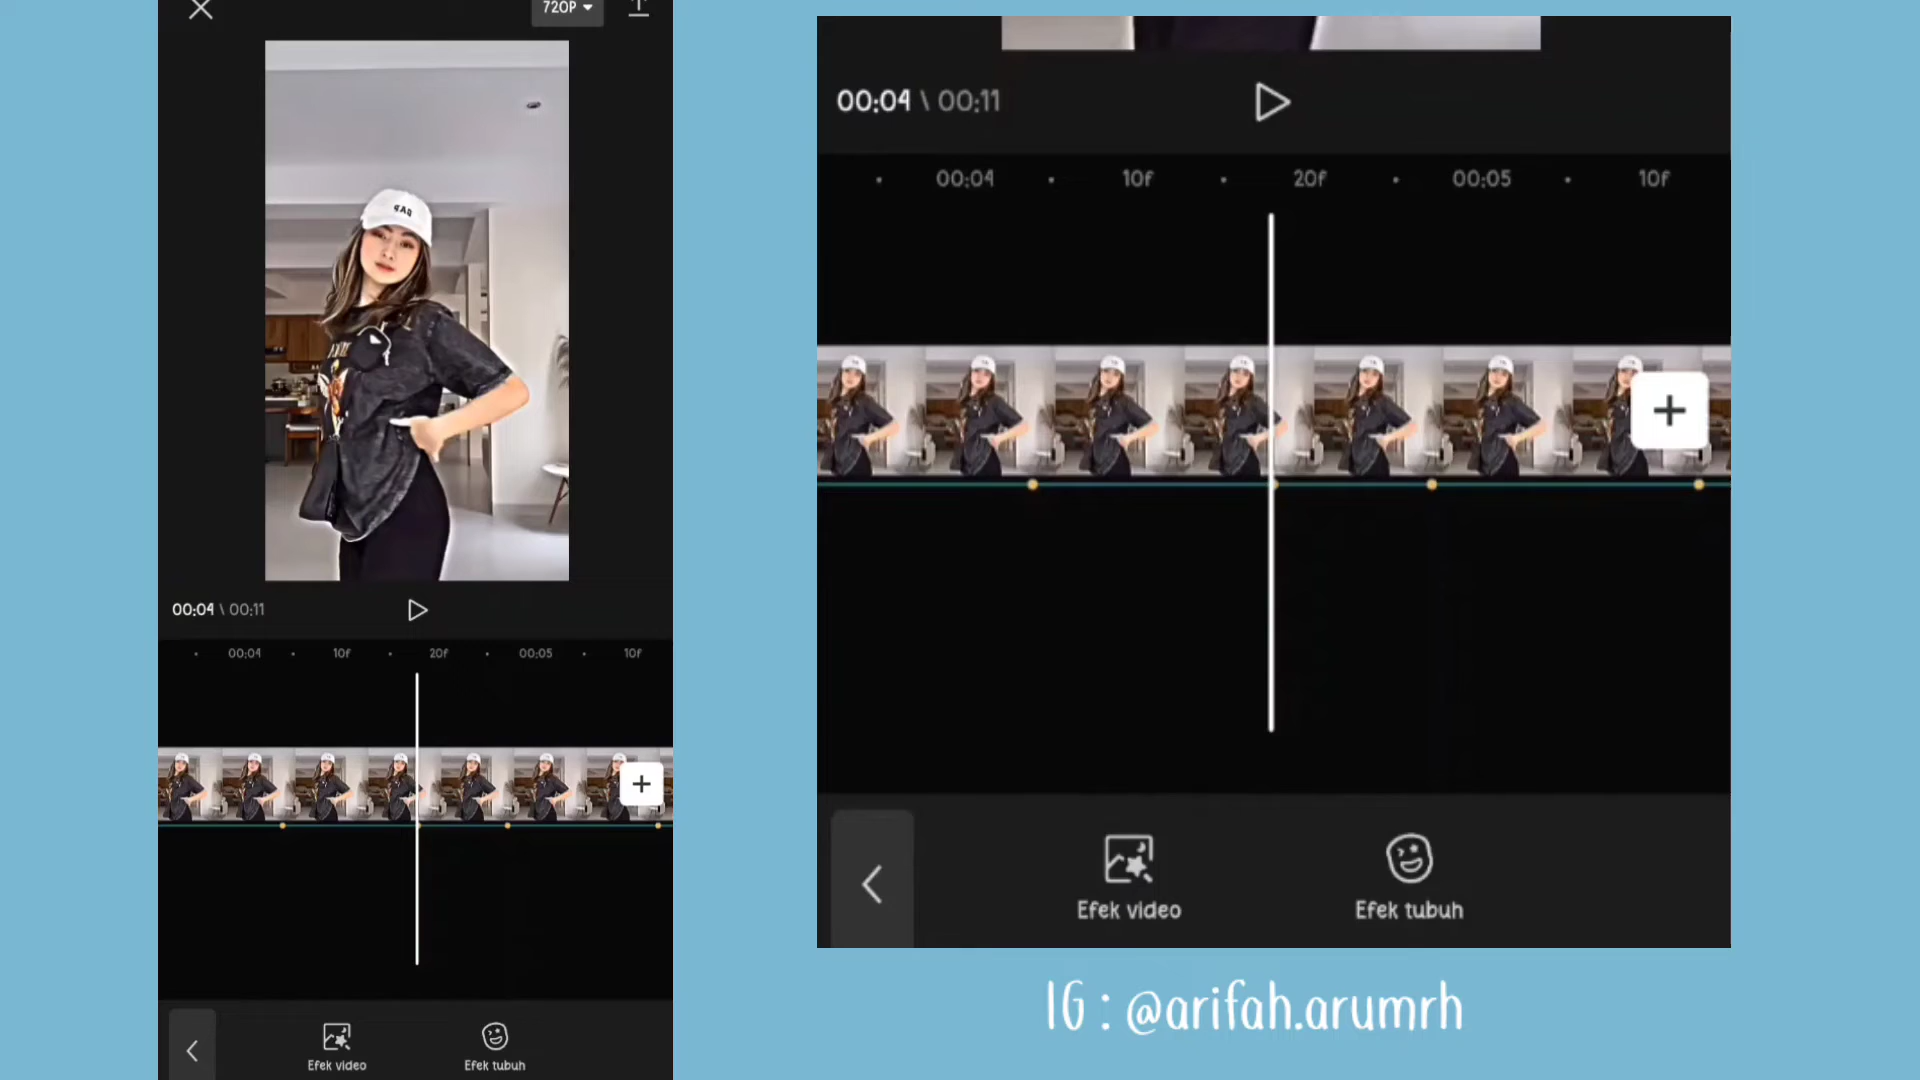 720P
00:04 \ 00:11
00:04 10f 20f 00:05 10f
Efek video Efek tubuh
00:04 \ 00:11
00:04 10f 20f 00:05 10f
Efek video Efek tubuh
IG : @arifah.arumrh